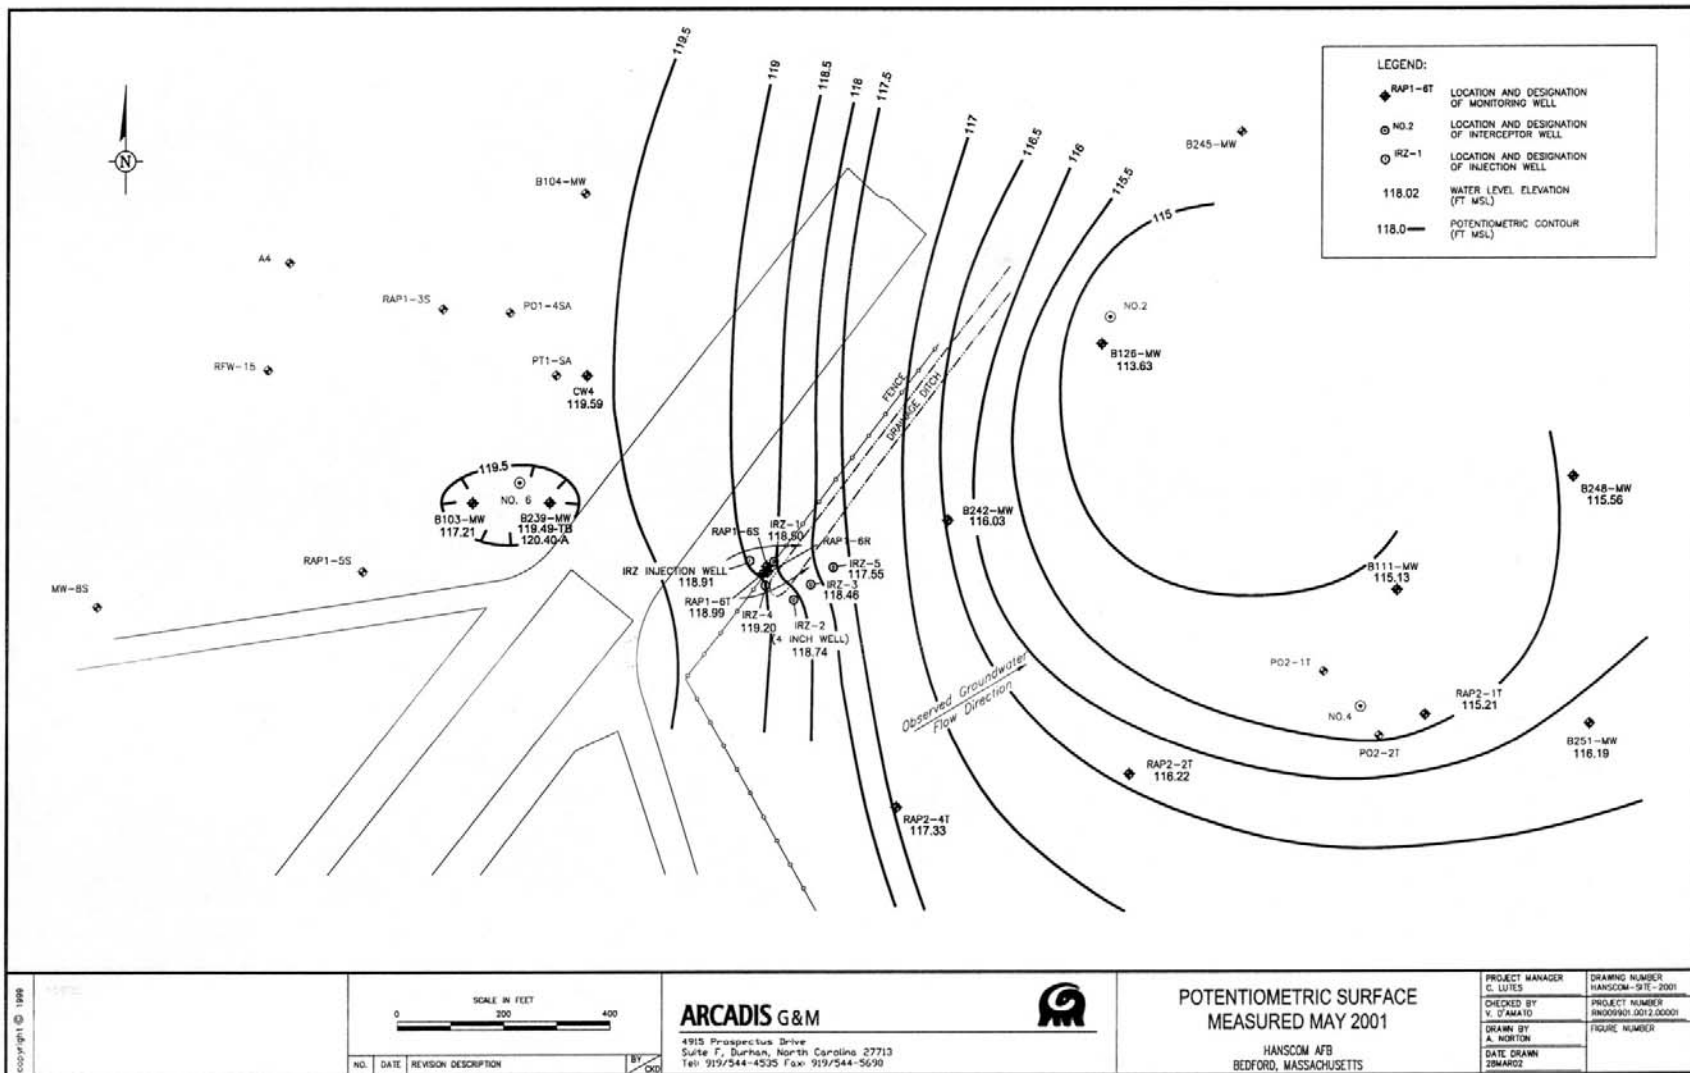 119.5
119
118.5
118
117.5
117
116.5
116
115.5
115
LEGEND:
RAP1-6T
LOCATION AND DESIGNATION
OF MONITORING WELL
NO.2
LOCATION AND DESIGNATION
OF INTERCEPTOR WELL
IRZ-1
LOCATION AND DESIGNATION
OF INJECTION WELL
118.02
WATER LEVEL ELEVATION
(FT MSL)
118.0
POTENTIOMETRIC CONTOUR
(FT MSL)
N
B245-MW
B104-MW
A4
RAP1-3S
PO1-4SA
NO.2
B126-MW
113.63
RFW-15
PT1-SA
CW4
119.59
FENCE
DRAINAGE DITCH
119.5
NO. 6
B103-MW
117.21
B239-MW
119.49-TB
120.40-A
B248-MW
115.56
B242-MW
116.03
RAP1-6S
IRZ-1
118.50
RAP1-6R
RAP1-5S
IRZ INJECTION WELL
118.91
IRZ-5
117.55
IRZ-3
118.46
B111-MW
115.13
MW-8S
RAP1-6T
118.99
IRZ-4
119.20
IRZ-2
(4 INCH WELL)
118.74
Observed Groundwater
Flow Direction
PO2-1T
RAP2-1T
115.21
NO.4
PO2-2T
B251-MW
116.19
RAP2-2T
116.22
RAP2-4T
117.33
copyright © 1999
SCALE IN FEET
0 200 400
NO. DATE REVISION DESCRIPTION BY CKD
ARCADIS G&M
4915 Prospectus Drive
Suite F, Durham, North Carolina 27713
Tel: 919/544-4535 Fax: 919/544-5690
POTENTIOMETRIC SURFACE
MEASURED MAY 2001
HANSCOM AFB
BEDFORD, MASSACHUSETTS
PROJECT MANAGER
C. LUTES
DRAWING NUMBER
HANSCOM-SITE-2001
CHECKED BY
V. D'AMATO
PROJECT NUMBER
RN009901.0012.00001
DRAWN BY
A. NORTON
FIGURE NUMBER
DATE DRAWN
28MAR02